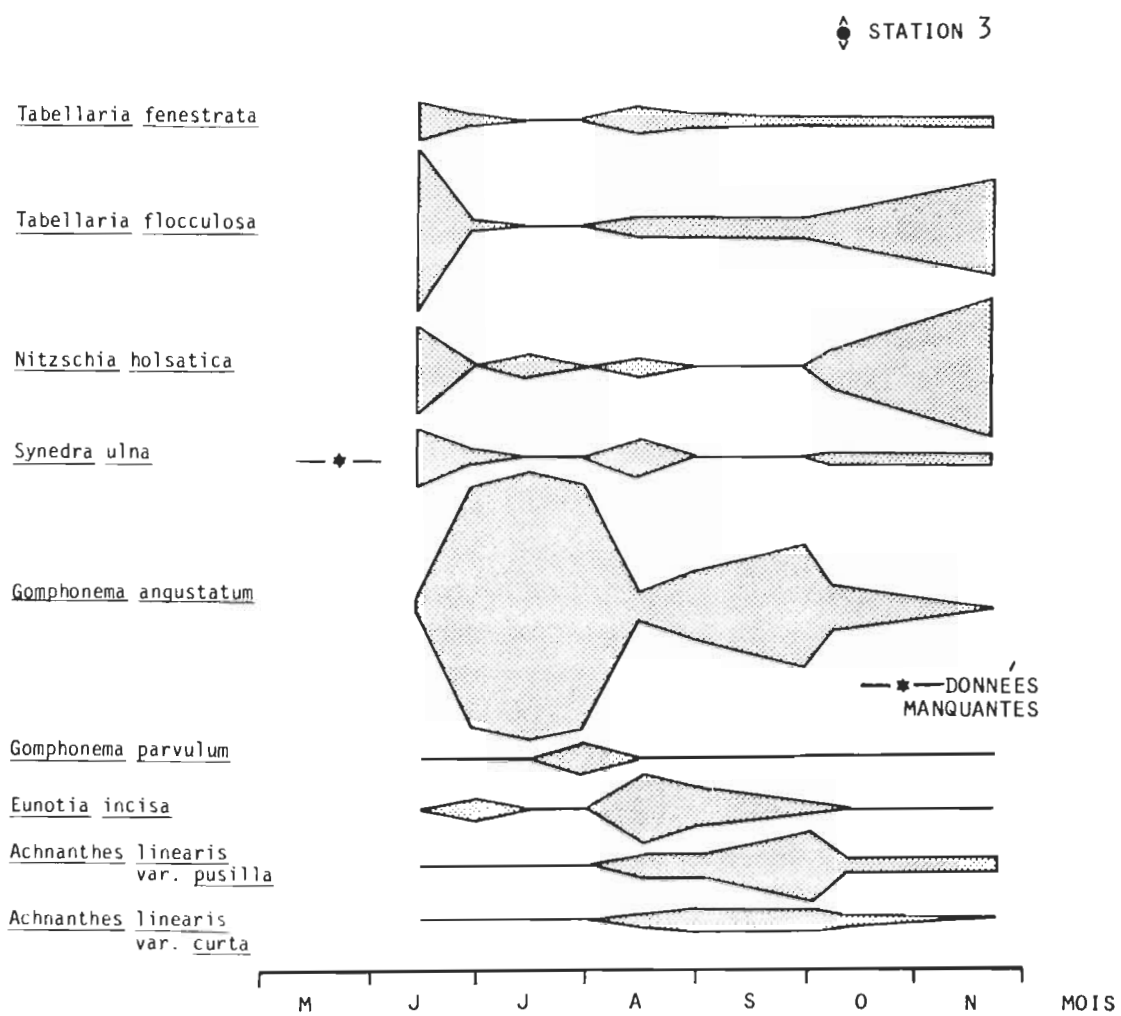 STATION 3
Tabellaria fenestrata
Tabellaria flocculosa
Nitzschia holsatica
Synedra ulna
Gomphonema angustatum
DONNÉES
MANQUANTES
Gomphonema parvulum
Eunotia incisa
Achnanthes linearis
var. pusilla
Achnanthes linearis
var. curta
M J J A S O N MOIS